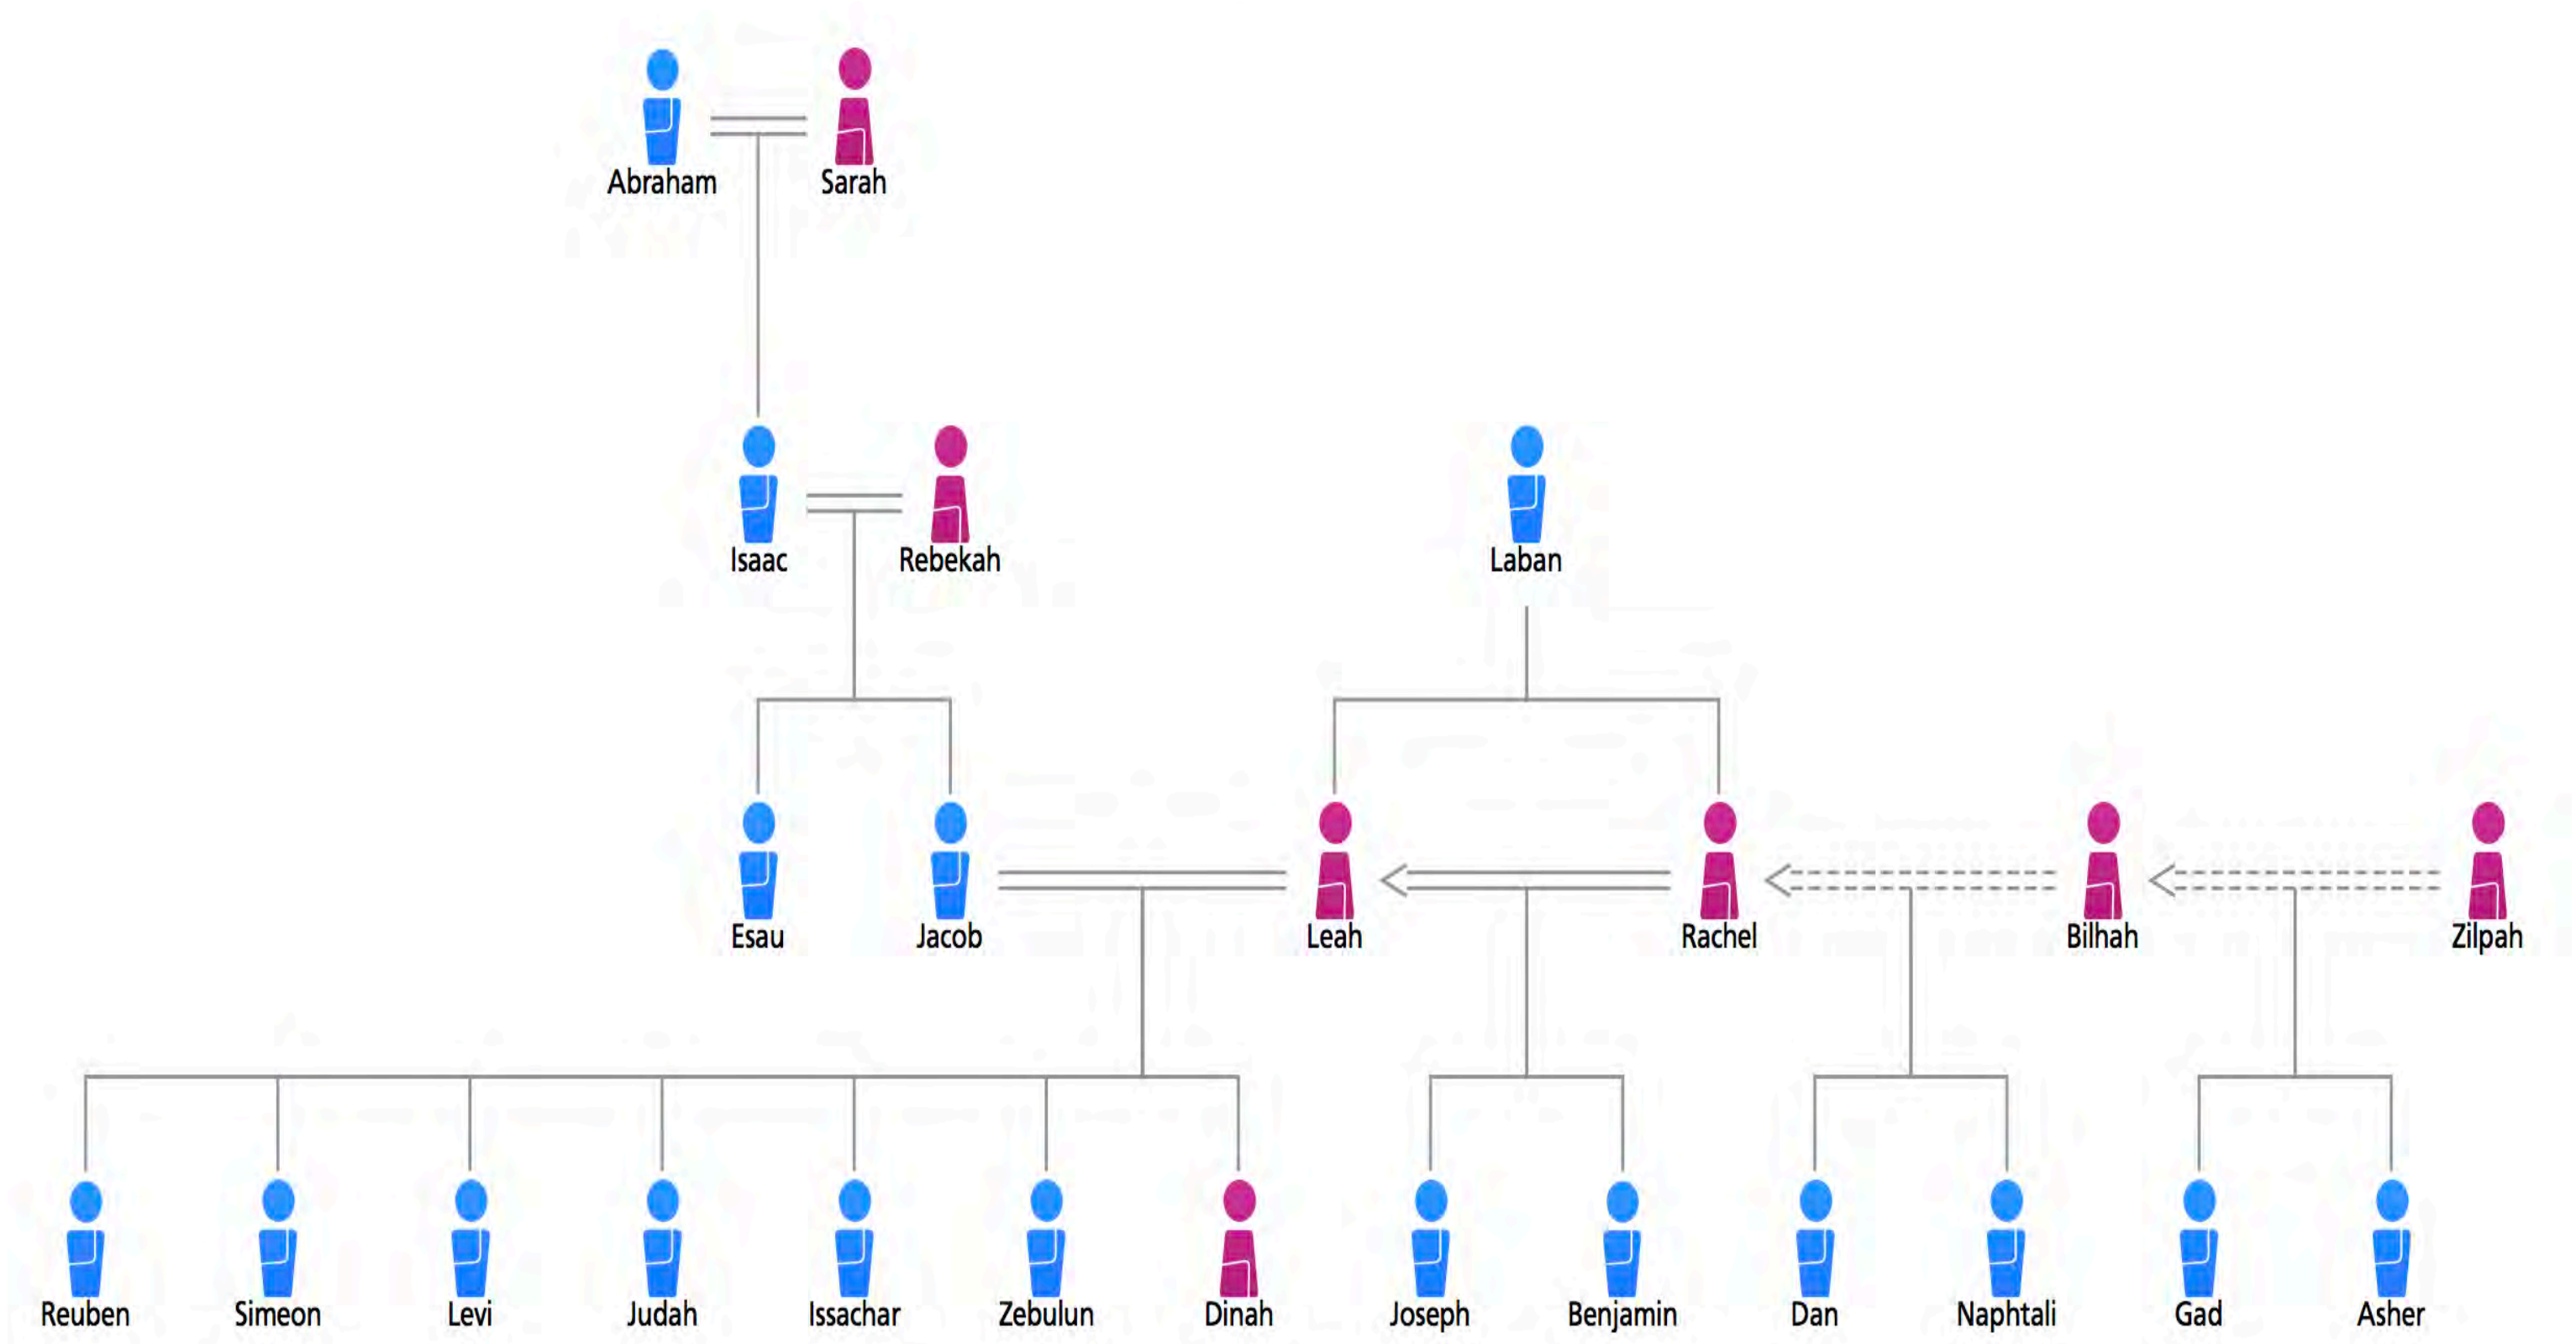 Abraham
Sarah
Isaac
Rebekah
Laban
Esau
Jacob
Leah
Rachel
Bilhah
Zilpah
Reuben
Simeon
Levi
Judah
Issachar
Zebulun
Dinah
Joseph
Benjamin
Dan
Naphtali
Gad
Asher